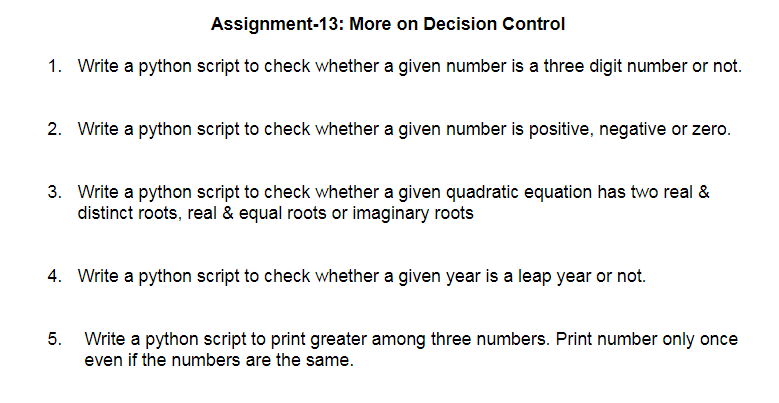 Assignment-13: More on Decision Control
1. Write a python script to check whether a given number is a three digit number or not.
2. Write a python script to check whether a given number is positive, negative or zero.
3. Write a python script to check whether a given quadratic equation has two real &
distinct roots, real & equal roots or imaginary roots
4. Write a python script to check whether a given year is a leap year or not.
5. Write a python script to print greater among three numbers. Print number only once
even if the numbers are the same.